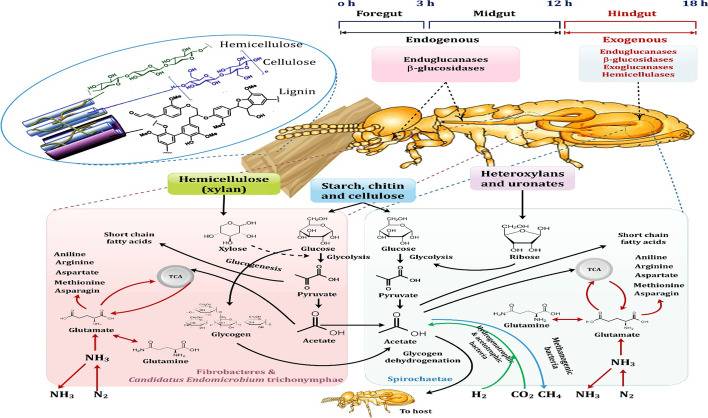 o h 3 h 12 h 18 h
Foregut Midgut Hindgut
Endogenous Exogenous
Enduglucanases
β-glucosidases
Enduglucanases
β-glucosidases
Exoglucanases
Hemicellulases
Hemicellulose
Cellulose
Lignin
Hemicellulose
(xylan)
Starch, chitin
and cellulose
Heteroxylans
and uronates
Short chain
fatty acids
Xylose
Glucose
Glycolysis
Glucogenesis
Aniline
Arginine
Aspartate
Methionine
Asparagin
TCA
Pyruvate
Glycogen
Acetate
Glutamate
Glutamine
NH3
NH3 N2
Fibrobacteres &
Candidatus Endomicrobium trichonymphae
Glucose
Glycolysis
Ribose
Short chain
fatty acids
Pyruvate
TCA
Aniline
Arginine
Aspartate
Methionine
Asparagin
Acetate
Glycogen
dehydrogenation
Hydrogenotrophic
& acetotrophic
bacteria
Methanogenic
bacteria
Glutamine
Glutamate
NH3
Spirochaetae
To host
H2 CO2 CH4
NH3 N2